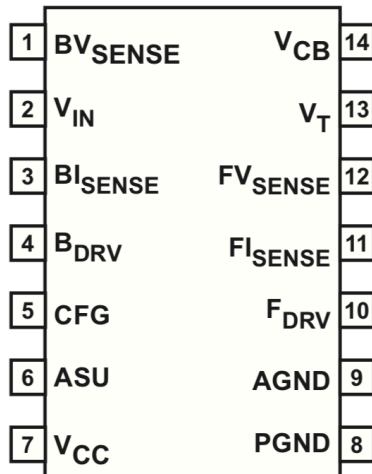 1 BVSENSE VCB 14
2 VIN VT 13
3 BISENSE FVSENSE 12
4 BDRV FISENSE 11
5 CFG FDRV 10
6 ASU AGND 9
7 VCC PGND 8